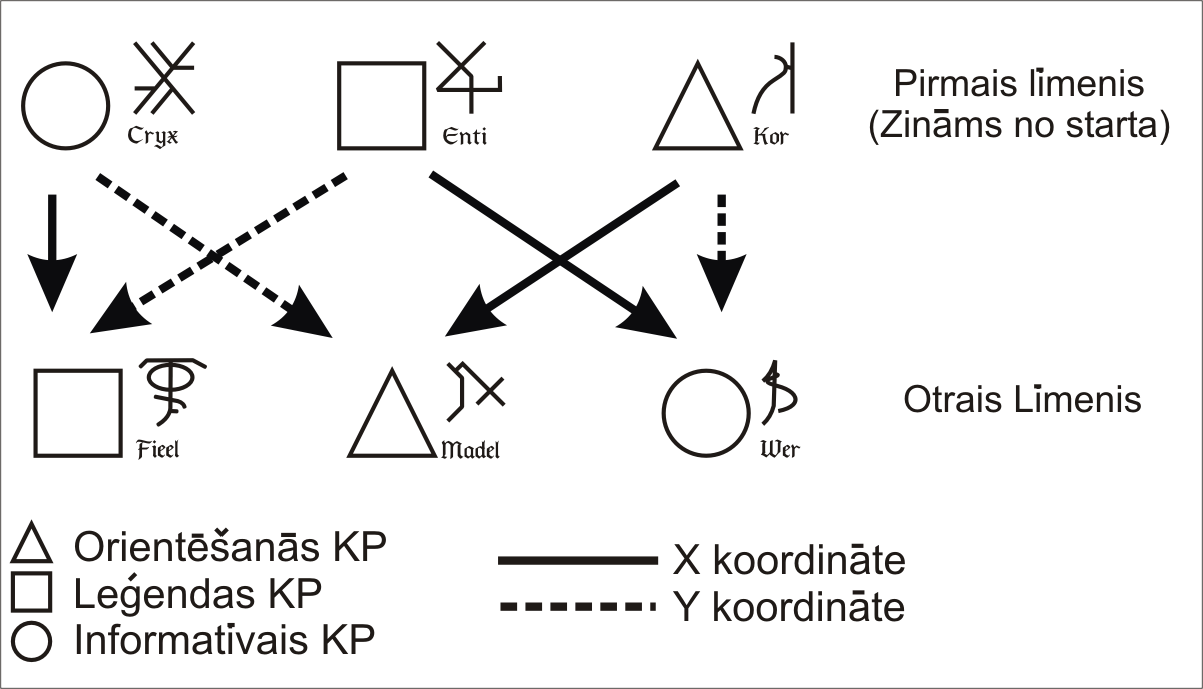 Cryx
Enti
Kor
Pirmais līmenis
(Zināms no starta)
Fieel
Madel
Wer
Otrais Līmenis
Orientēšanās KP
Leģendas KP
Informatīvais KP
X koordināte
Y koordināte